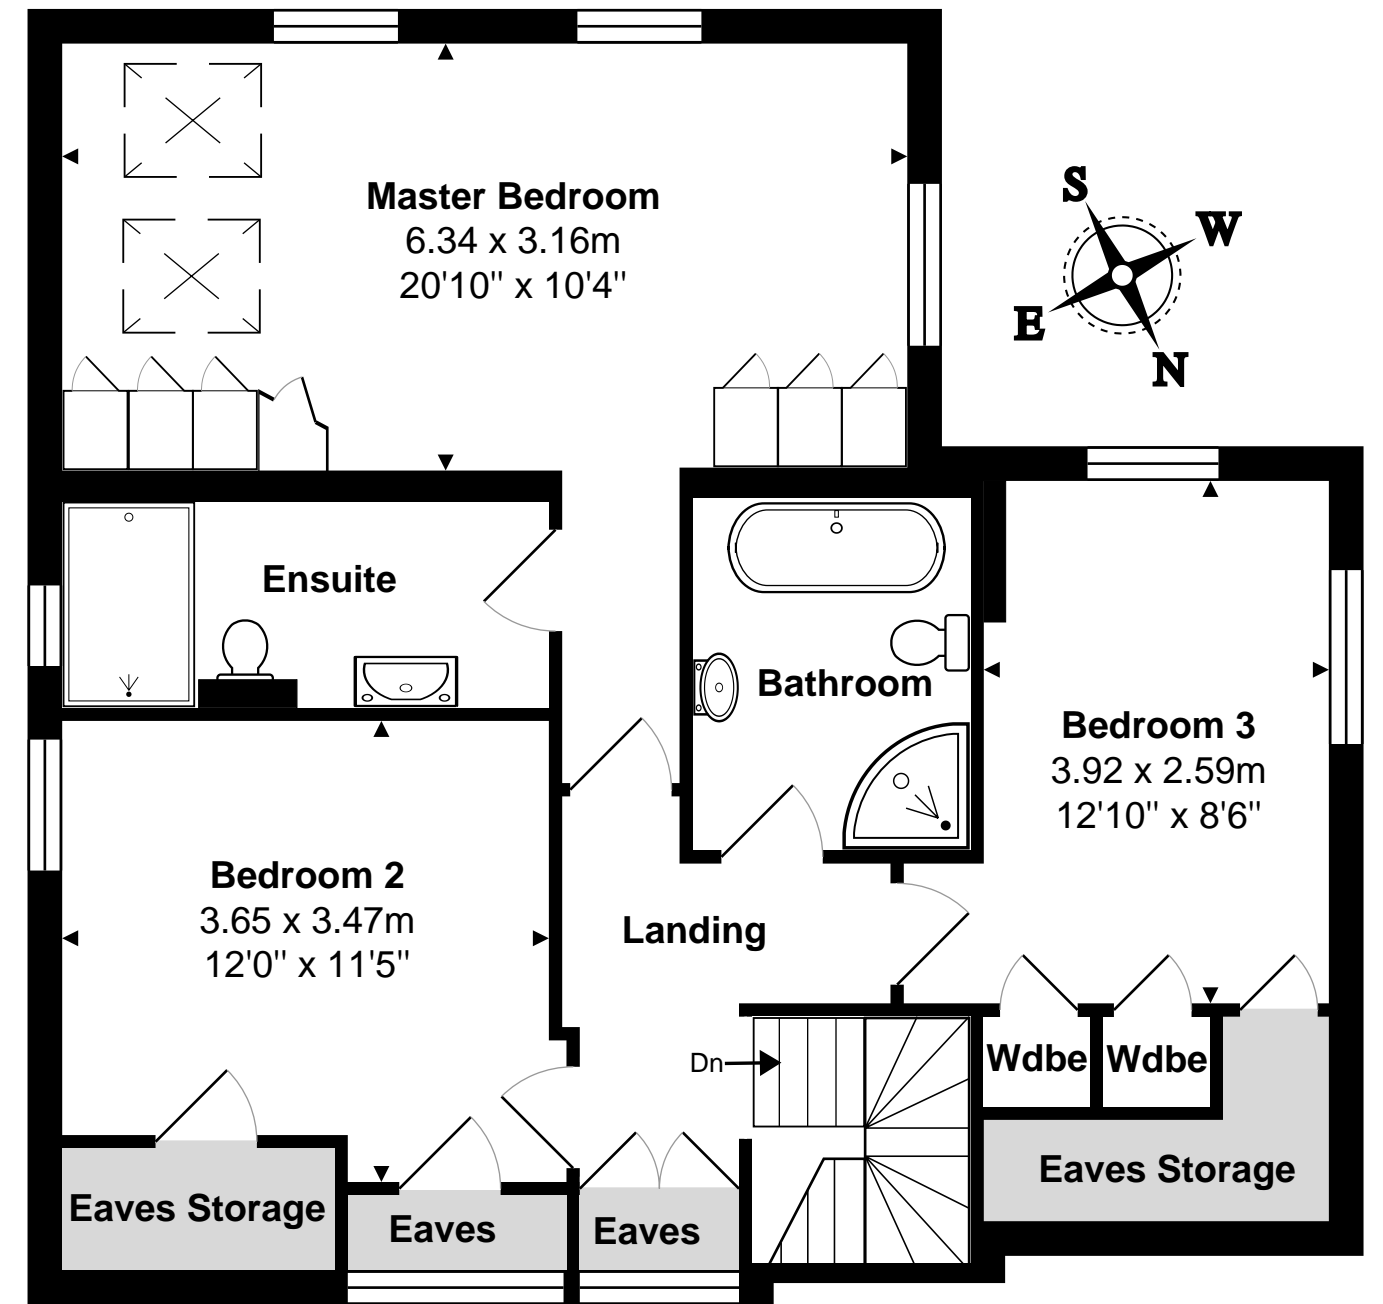 Master Bedroom
6.34 x 3.16m
20'10" x 10'4"
S
W
E
N
Ensuite
Bathroom
Bedroom 3
3.92 x 2.59m
12'10" x 8'6"
Bedroom 2
3.65 x 3.47m
12'0" x 11'5"
Landing
Dn
Wdbe
Wdbe
Eaves Storage
Eaves Storage
Eaves
Eaves